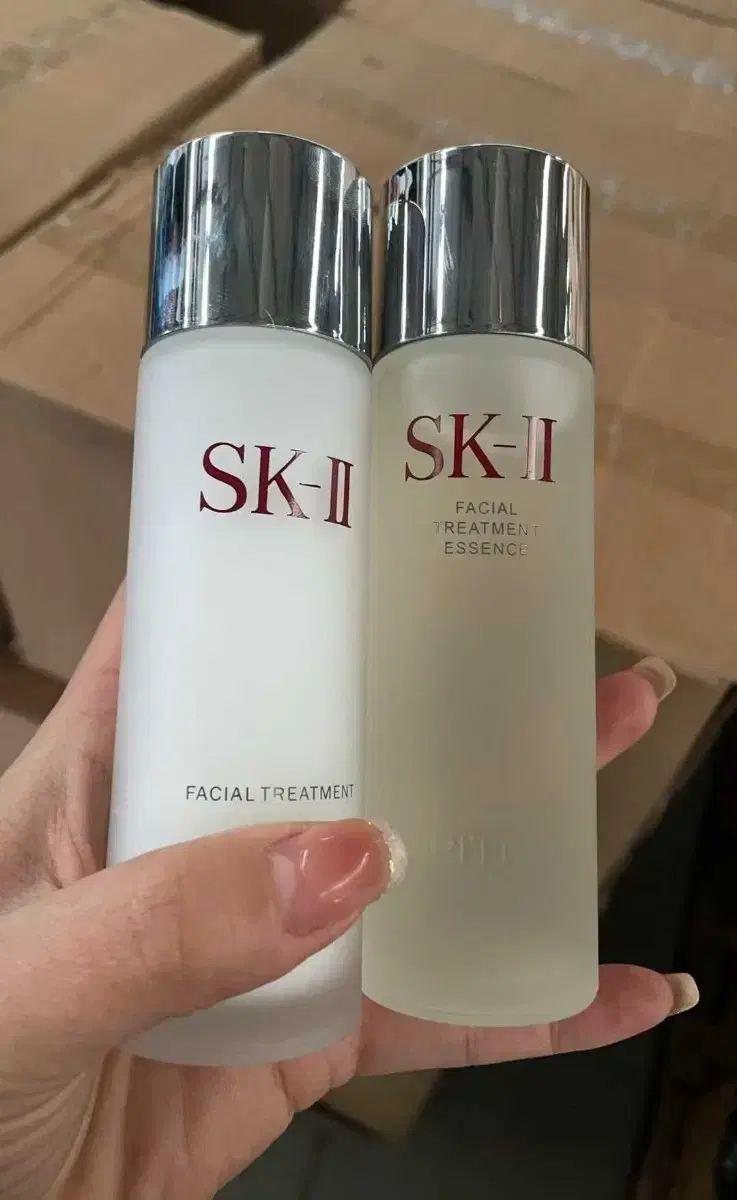 SK-II
FACIAL TREATMENT
SK-II
FACIAL
TREATMENT
ESSENCE